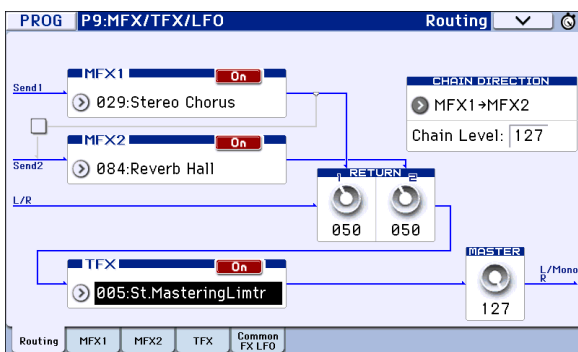 PROG P9:MFX/TFX/LFO Routing
MFX1 On
Send1
029:Stereo Chorus
CHAIN DIRECTION
MFX1→MFX2
Chain Level: 127
MFX2 On
Send2
084:Reverb Hall
RETURN
1 2
L/R
050 050
TFX On
005:St.MasteringLimtr
MASTER
L/Mono
R
127
Routing MFX1 MFX2 TFX Common
FX LFO